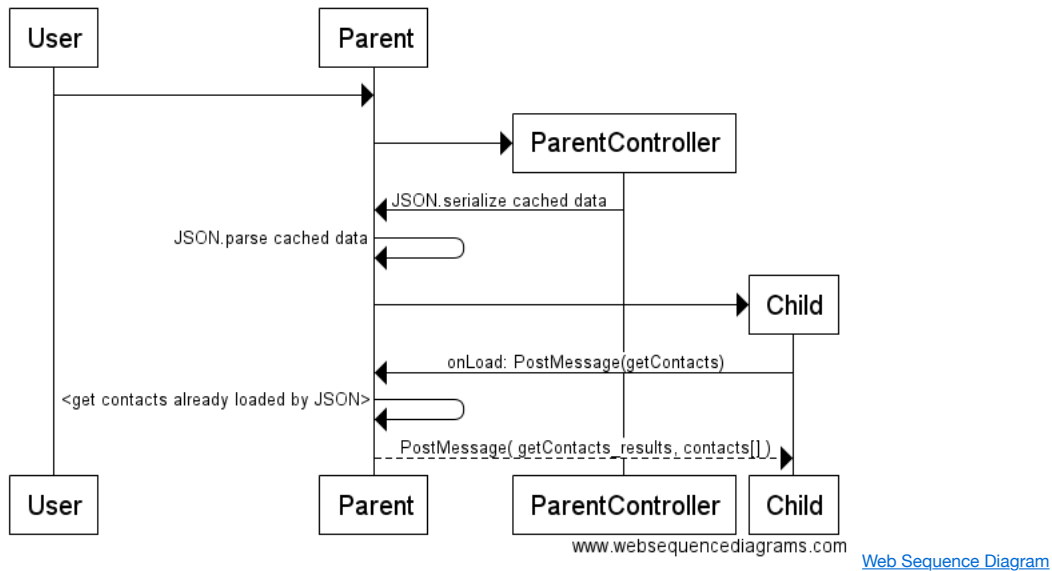 User
Parent
ParentController
JSON.serialize cached data
JSON.parse cached data
Child
onLoad: PostMessage(getContacts)
<get contacts already loaded by JSON>
PostMessage( getContacts_results, contacts[] )
User
Parent
ParentController
Child
www.websequencediagrams.com
Web Sequence Diagram